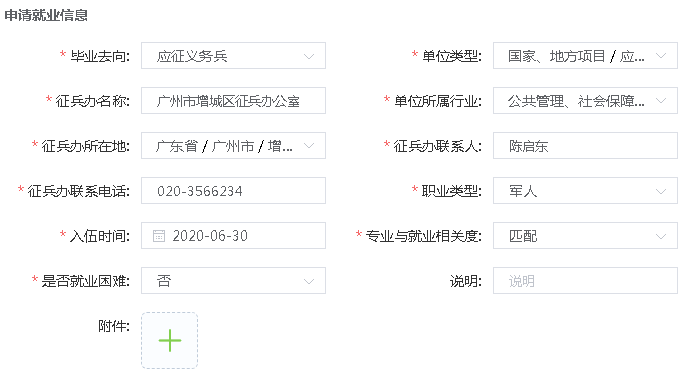 申请就业信息
* 毕业去向: 应征义务兵 * 单位类型: 国家、地方项目 / 应...
* 征兵办名称: 广州市增城区征兵办公室 * 单位所属行业: 公共管理、社会保障...
* 征兵办所在地: 广东省 / 广州市 / 增... * 征兵办联系人: 陈启东
* 征兵办联系电话: 020-3566234 * 职业类型: 军人
* 入伍时间: 2020-06-30 * 专业与就业相关度: 匹配
* 是否就业困难: 否 说明: 说明
附件: